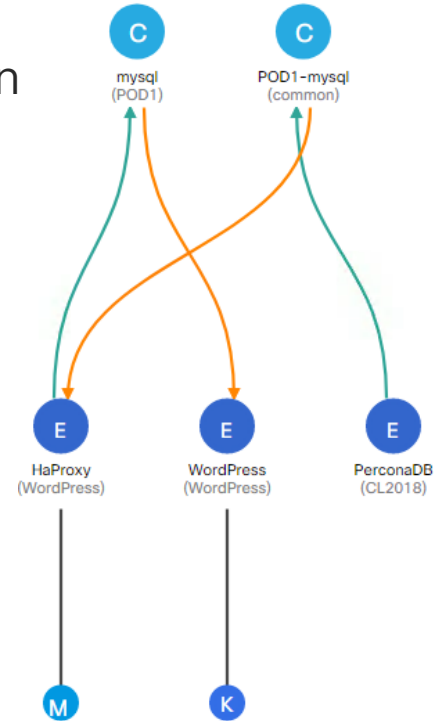 n
C
C
mysql
(POD1)
POD1-mysql
(common)
E
E
E
HaProxy
(WordPress)
WordPress
(WordPress)
PerconaDB
(CL2018)
M
K